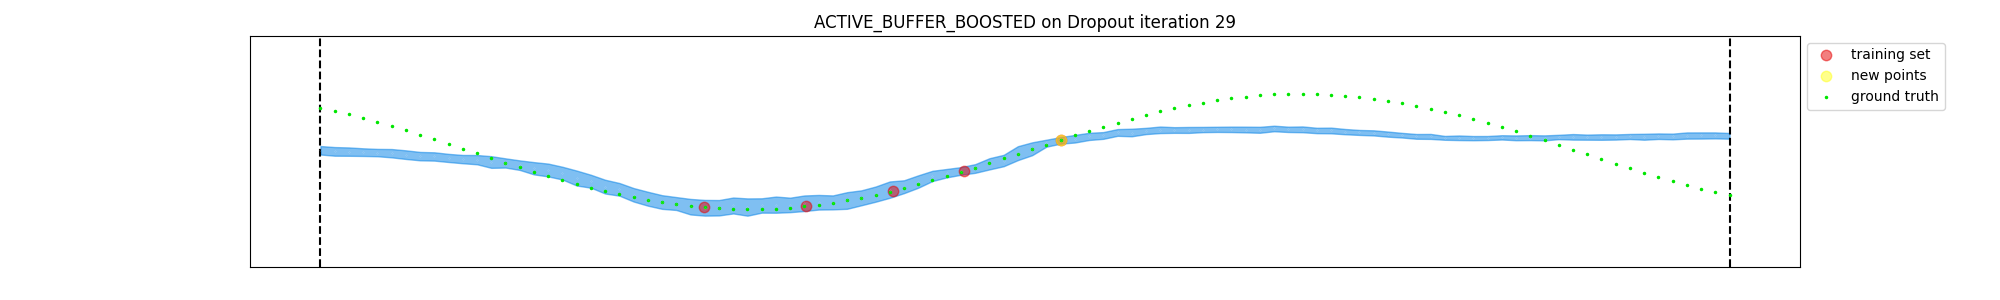 ACTIVE_BUFFER_BOOSTED on Dropout iteration 29
training set
new points
ground truth